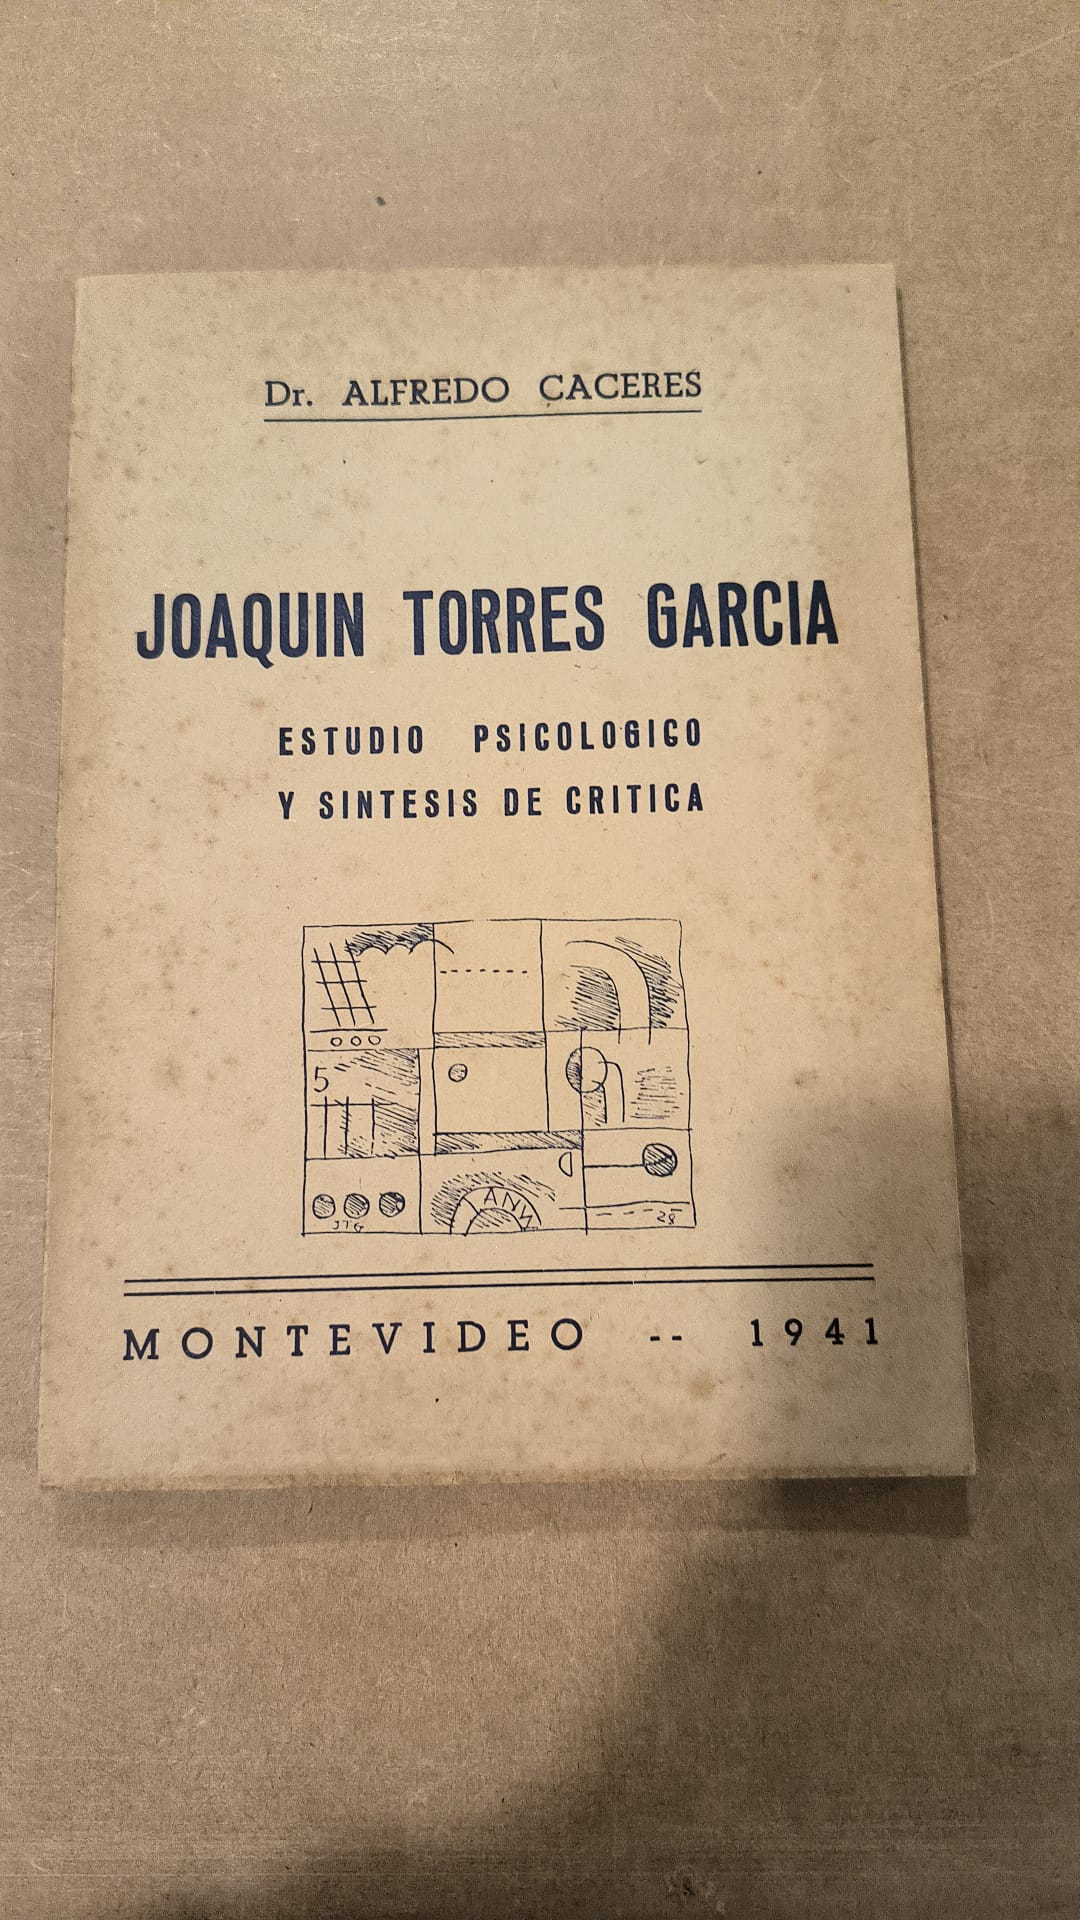 Dr. ALFREDO CACERES
JOAQUIN TORRES GARCIA
ESTUDIO PSICOLOGICO
Y SINTESIS DE CRITICA
5
JTG
28
MONTEVIDEO -- 1941